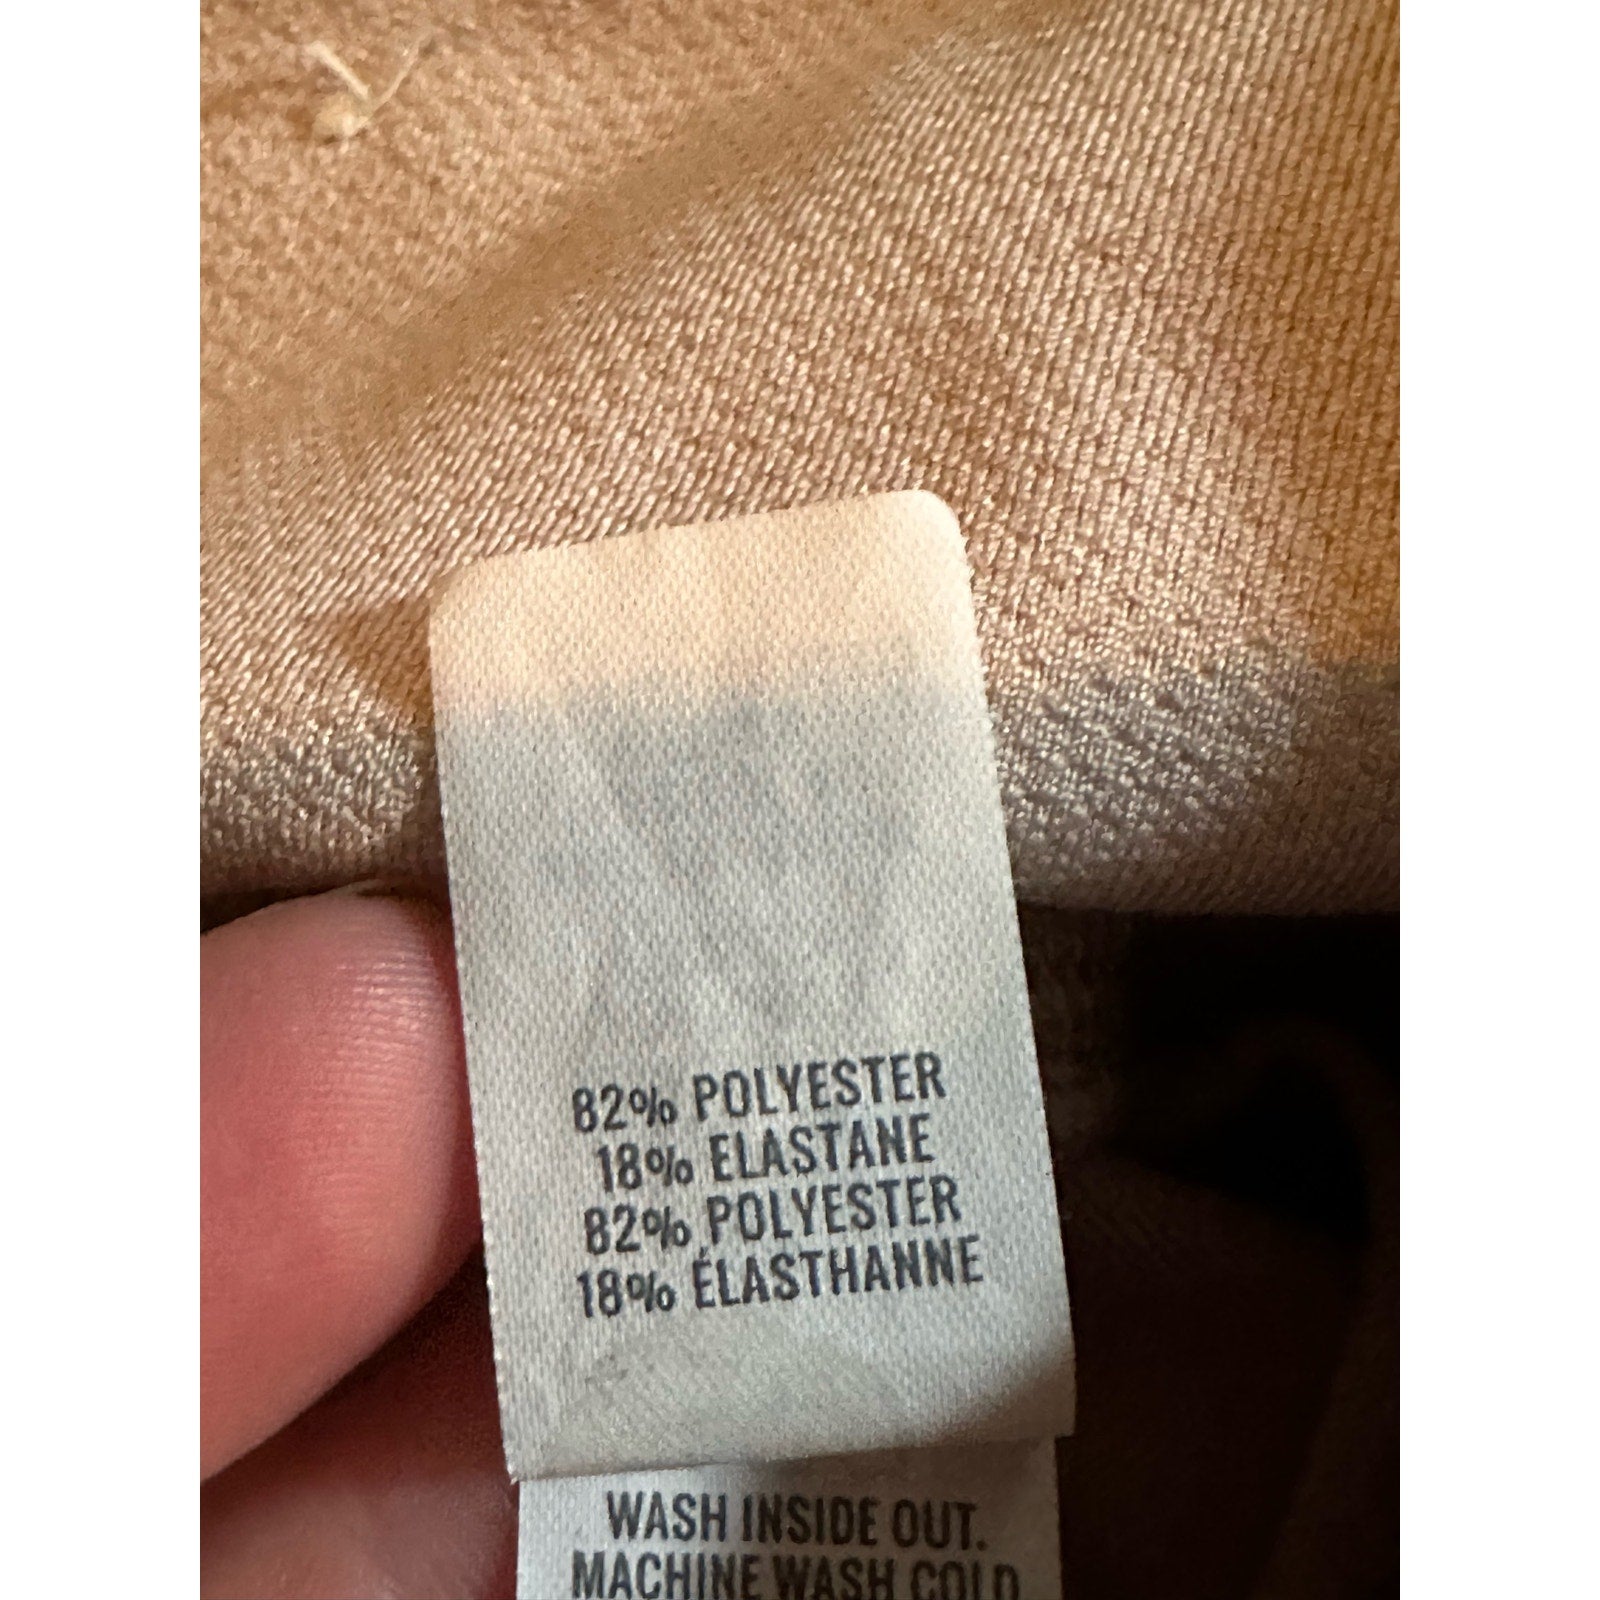 82% POLYESTER
18% ELASTANE
82% POLYESTER
18% ÉLASTHANNE
WASH INSIDE OUT.
MACHINE WASH COLD